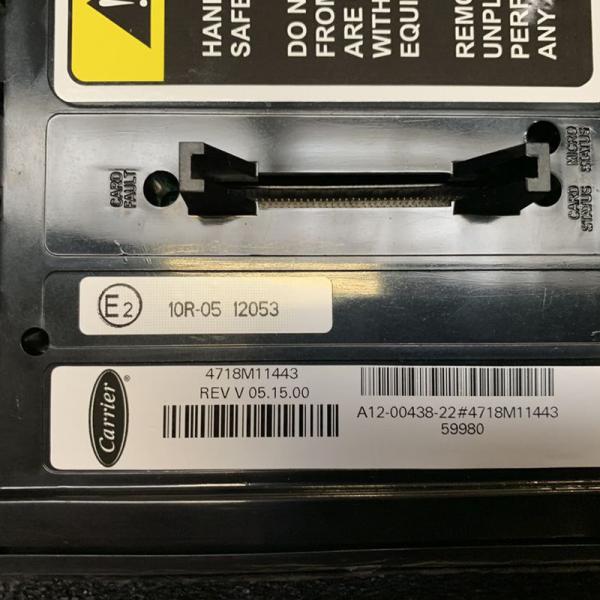 HAN
SAFE
DO N
FROM
ARE
WITH
EQUI
REMO
UNPL
PERF
ANY
CARD
FAULT
MICRO
STATUS
CARD
STATUS
E2
10R-05 12053
Carrier
4718M11443
REV V 05.15.00
A12-00438-22#4718M11443
59980